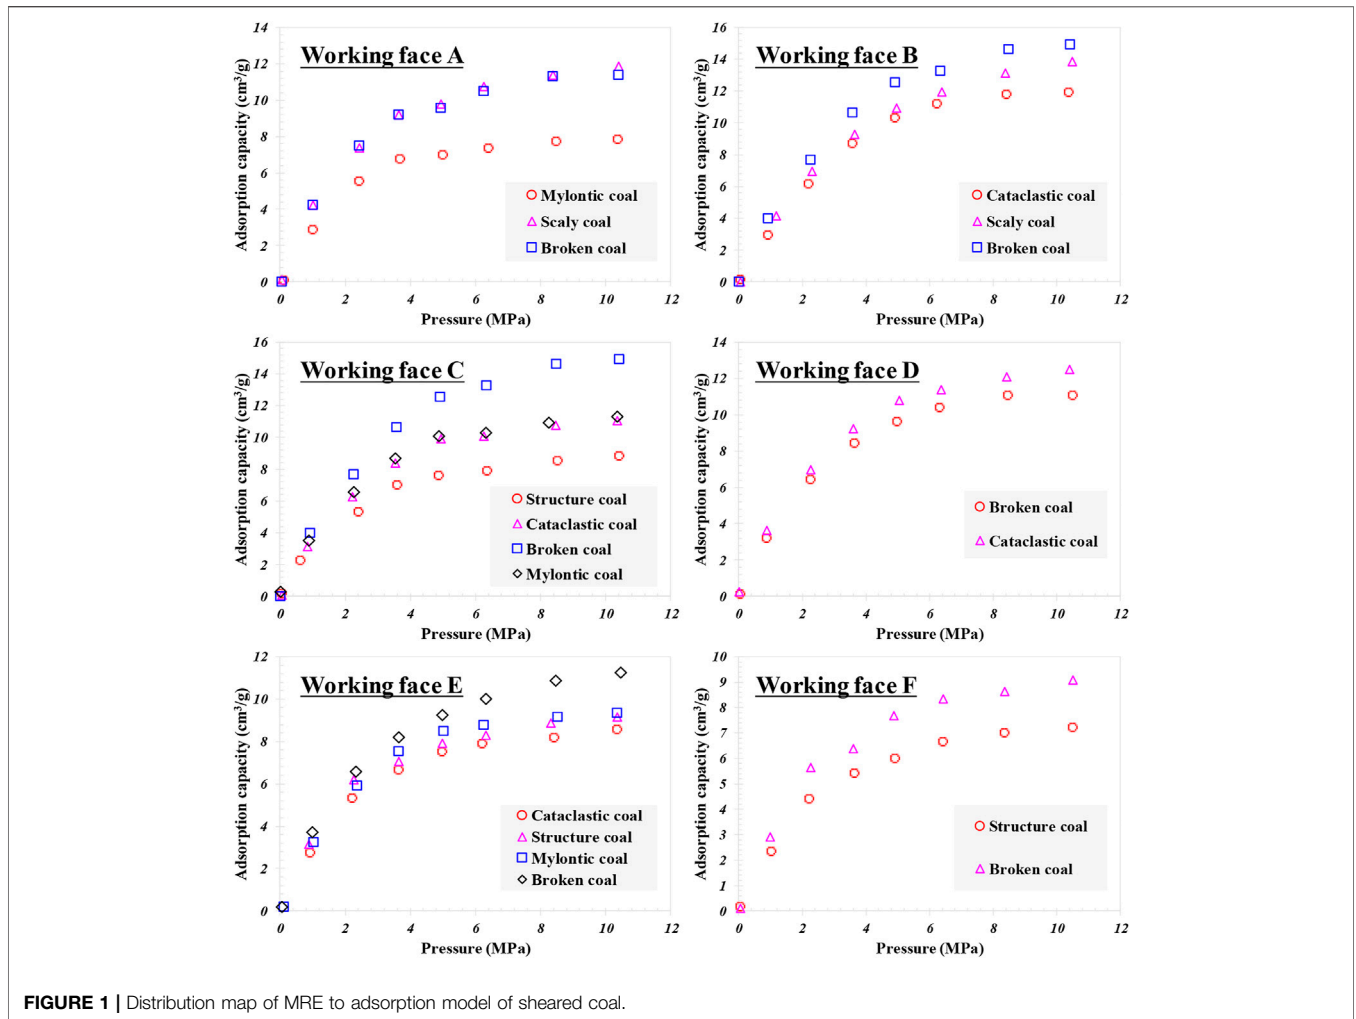 Working face A
Adsorption capacity (cm³/g)
14
12
10
8
6
4
2
0
Mylontic coal
Scaly coal
Broken coal
0 2 4 6 8 10 12
Pressure (MPa)
Working face B
Adsorption capacity (cm³/g)
16
14
12
10
8
6
4
2
0
Cataclastic coal
Scaly coal
Broken coal
0 2 4 6 8 10 12
Pressure (MPa)
Working face C
Adsorption capacity (cm³/g)
16
14
12
10
8
6
4
2
0
Structure coal
Cataclastic coal
Broken coal
Mylontic coal
0 2 4 6 8 10 12
Pressure (MPa)
Working face D
Adsorption capacity (cm³/g)
14
12
10
8
6
4
2
0
Broken coal
Cataclastic coal
0 2 4 6 8 10 12
Pressure (MPa)
Working face E
Adsorption capacity (cm³/g)
12
10
8
6
4
2
0
Cataclastic coal
Structure coal
Mylontic coal
Broken coal
0 2 4 6 8 10 12
Pressure (MPa)
Working face F
Adsorption capacity (cm³/g)
10
9
8
7
6
5
4
3
2
1
0
Structure coal
Broken coal
0 2 4 6 8 10 12
Pressure (MPa)
FIGURE 1 | Distribution map of MRE to adsorption model of sheared coal.